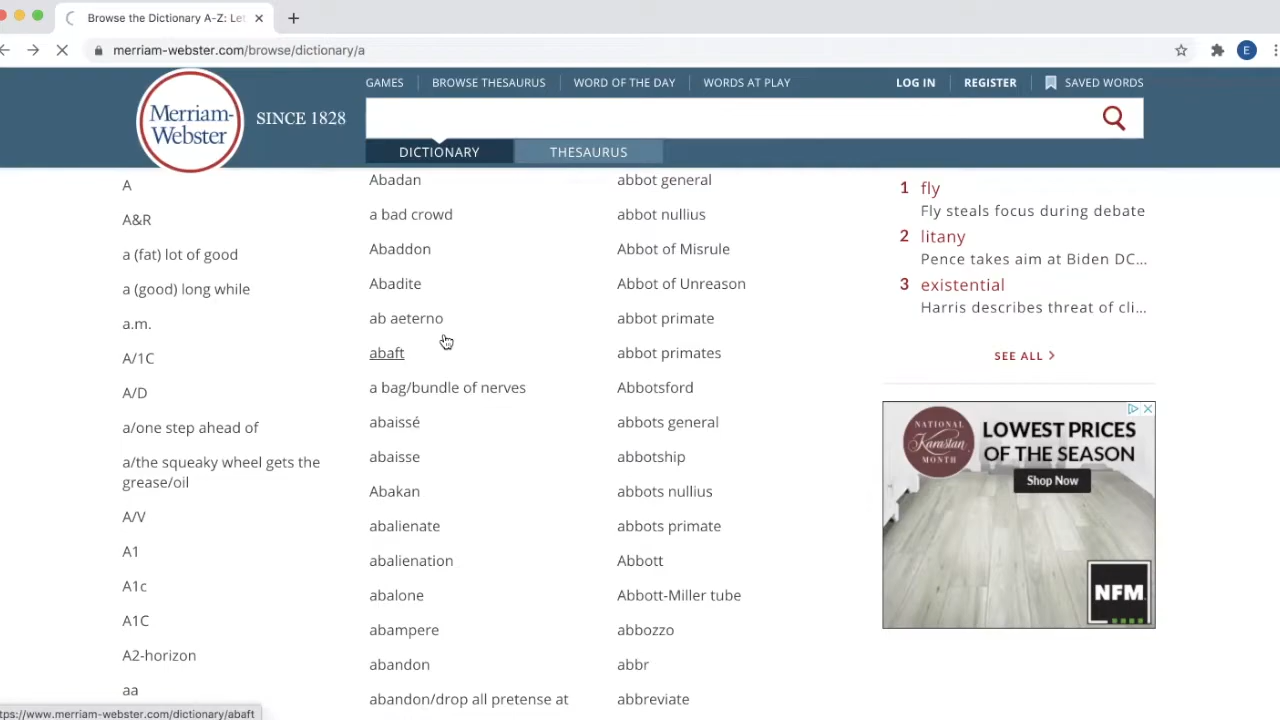 Browse the Dictionary A-Z: Let
merriam-webster.com/browse/dictionary/a
E
GAMES
BROWSE THESAURUS
WORD OF THE DAY
WORDS AT PLAY
LOG IN
REGISTER
SAVED WORDS
Merriam-
Webster
SINCE 1828
DICTIONARY
THESAURUS
A
A&R
a (fat) lot of good
a (good) long while
a.m.
A/1C
A/D
a/one step ahead of
a/the squeaky wheel gets the
grease/oil
A/V
A1
A1c
A1C
A2-horizon
aa
Abadan
a bad crowd
Abaddon
Abadite
ab aeterno
abaft
a bag/bundle of nerves
abaissé
abaisse
Abakan
abalienate
abalienation
abalone
abampere
abandon
abandon/drop all pretense at
abbot general
abbot nullius
Abbot of Misrule
Abbot of Unreason
abbot primate
abbot primates
Abbotsford
abbots general
abbotship
abbots nullius
abbots primate
Abbott
Abbott-Miller tube
abbozzo
abbr
abbreviate
1 fly
Fly steals focus during debate
2 litany
Pence takes aim at Biden DC...
3 existential
Harris describes threat of cli...
SEE ALL
NATIONAL
Karastan
MONTH
LOWEST PRICES
OF THE SEASON
Shop Now
NFM
tps://www.merriam-webster.com/dictionary/abaft